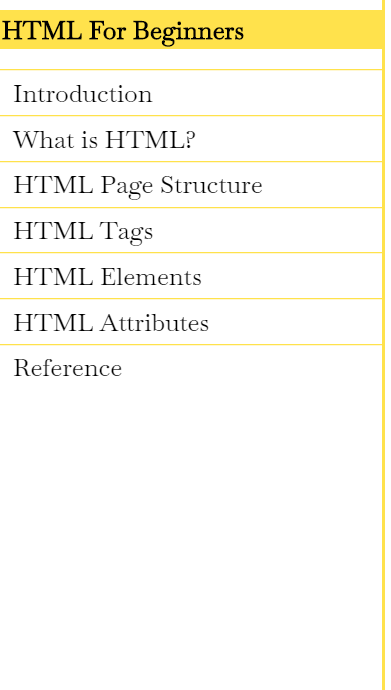 HTML For Beginners
Introduction
What is HTML?
HTML Page Structure
HTML Tags
HTML Elements
HTML Attributes
Reference